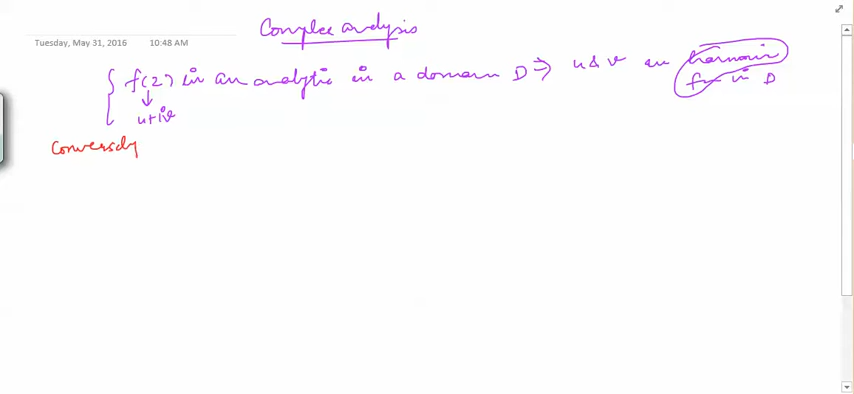 Complex analysis
Tuesday, May 31, 2016 10:48 AM
f(z) is an analytic in a domain D ⇒ u & v are harmonic
fn in D
u+iv
Conversely